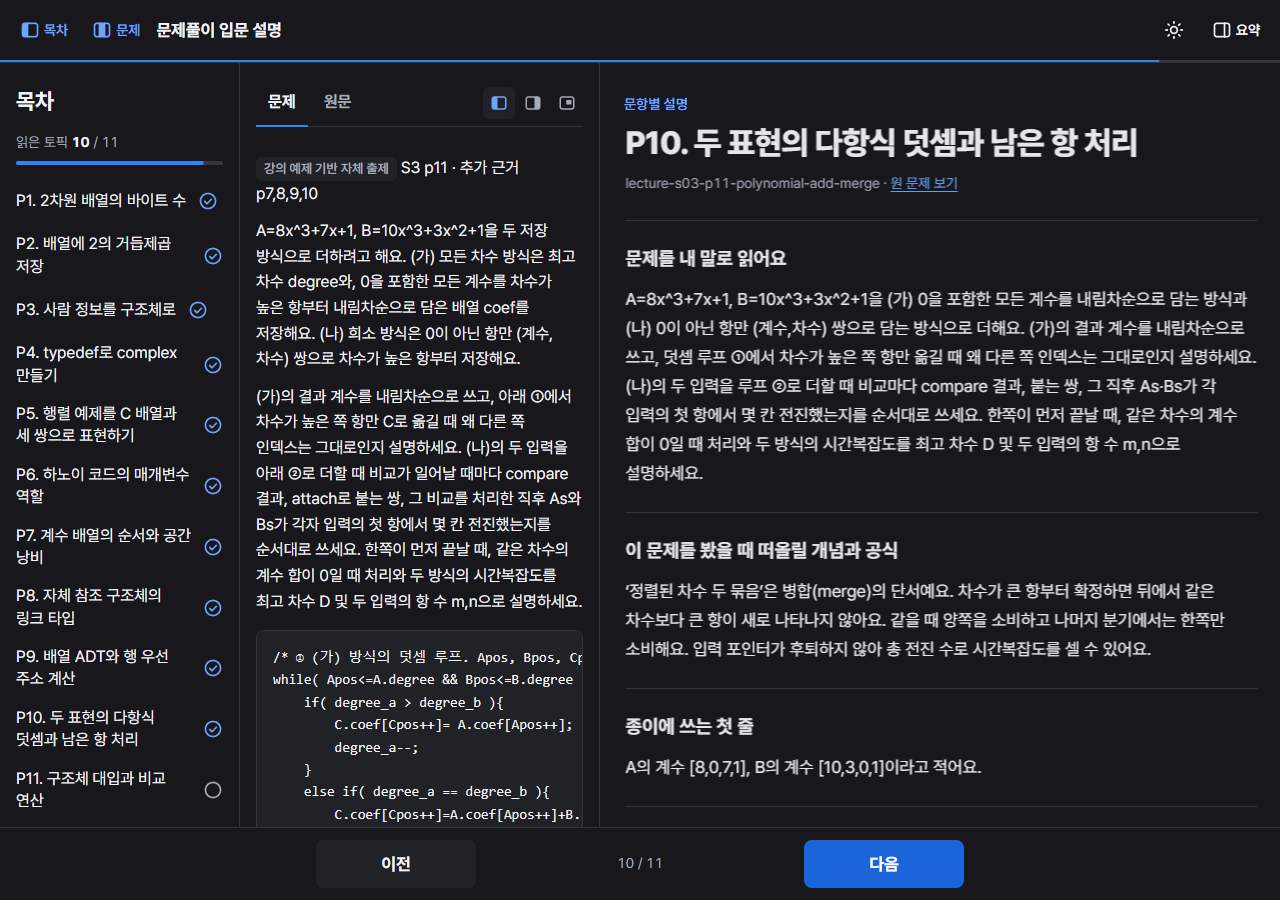 목차
문제
문제풀이 입문 설명
요약
목차
읽은 토픽 10 / 11
P1. 2차원 배열의 바이트 수
P2. 배열에 2의 거듭제곱
저장
P3. 사람 정보를 구조체로
P4. typedef로 complex
만들기
P5. 행렬 예제를 C 배열과
세 쌍으로 표현하기
P6. 하노이 코드의 매개변수
역할
P7. 계수 배열의 순서와 공간
낭비
P8. 자체 참조 구조체의
링크 타입
P9. 배열 ADT와 행 우선
주소 계산
P10. 두 표현의 다항식
덧셈과 남은 항 처리
P11. 구조체 대입과 비교
연산
문제
원문
강의 예제 기반 자체 출제 S3 p11 · 추가 근거
p7,8,9,10
A=8x^3+7x+1, B=10x^3+3x^2+1을 두 저장
방식으로 더하려고 해요. (가) 모든 차수 방식은 최고
차수 degree와, 0을 포함한 모든 계수를 차수가
높은 항부터 내림차순으로 담은 배열 coef를
저장해요. (나) 희소 방식은 0이 아닌 항만 (계수,
차수) 쌍으로 차수가 높은 항부터 저장해요.
(가)의 결과 계수를 내림차순으로 쓰고, 아래 ①에서
차수가 높은 쪽 항만 C로 옮길 때 왜 다른 쪽
인덱스는 그대로인지 설명하세요. (나)의 두 입력을
아래 ②로 더할 때 비교가 일어날 때마다 compare
결과, attach로 붙는 쌍, 그 비교를 처리한 직후 As와
Bs가 각자 입력의 첫 항에서 몇 칸 전진했는지를
순서대로 쓰세요. 한쪽이 먼저 끝날 때, 같은 차수의
계수 합이 0일 때 처리와 두 방식의 시간복잡도를
최고 차수 D 및 두 입력의 항 수 m,n으로 설명하세요.
/* ① (가) 방식의 덧셈 루프. Apos, Bpos, Cp
while( Apos<=A.degree && Bpos<=B.degree
if( degree_a > degree_b ){
C.coef[Cpos++]= A.coef[Apos++];
degree_a--;
}
else if( degree_a == degree_b ){
C.coef[Cpos++]=A.coef[Apos++]+B.
문항별 설명
P10. 두 표현의 다항식 덧셈과 남은 항 처리
lecture-s03-p11-polynomial-add-merge · 원 문제 보기
문제를 내 말로 읽어요
A=8x^3+7x+1, B=10x^3+3x^2+1을 (가) 0을 포함한 모든 계수를 내림차순으로 담는 방식과
(나) 0이 아닌 항만 (계수,차수) 쌍으로 담는 방식으로 더해요. (가)의 결과 계수를 내림차순으로
쓰고, 덧셈 루프 ①에서 차수가 높은 쪽 항만 옮길 때 왜 다른 쪽 인덱스는 그대로인지 설명하세요.
(나)의 두 입력을 루프 ②로 더할 때 비교마다 compare 결과, 붙는 쌍, 그 직후 As·Bs가 각
입력의 첫 항에서 몇 칸 전진했는지를 순서대로 쓰세요. 한쪽이 먼저 끝날 때, 같은 차수의 계수
합이 0일 때 처리와 두 방식의 시간복잡도를 최고 차수 D 및 두 입력의 항 수 m,n으로
설명하세요.
이 문제를 봤을 때 떠올릴 개념과 공식
‘정렬된 차수 두 묶음’은 병합(merge)의 단서예요. 차수가 큰 항부터 확정하면 뒤에서 같은
차수보다 큰 항이 새로 나타나지 않아요. 같을 때 양쪽을 소비하고 나머지 분기에서는 한쪽만
소비해요. 입력 포인터가 후퇴하지 않아 총 전진 수로 시간복잡도를 셀 수 있어요.
종이에 쓰는 첫 줄
A의 계수 [8,0,7,1], B의 계수 [10,3,0,1]이라고 적어요.
이전
10 / 11
다음